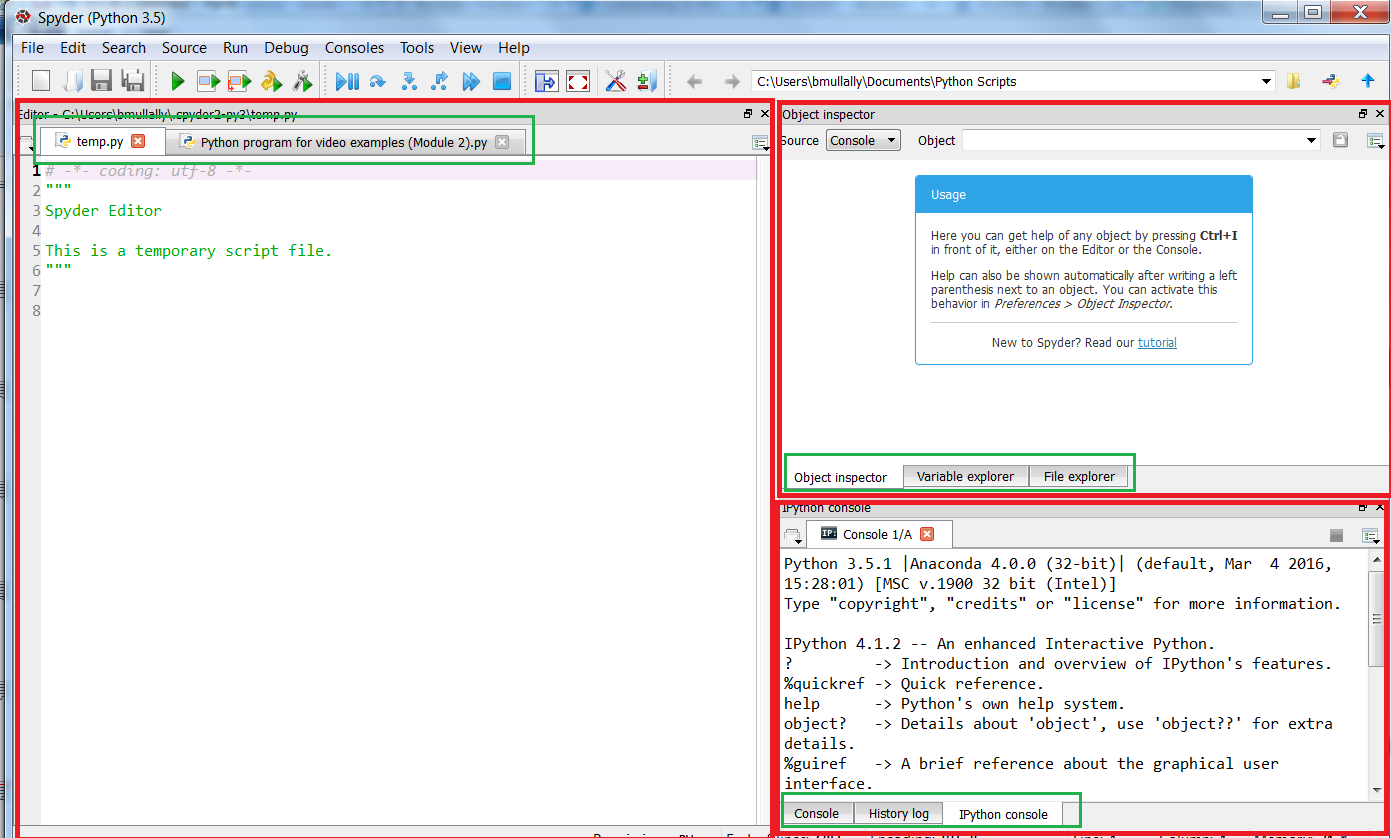 Spyder (Python 3.5)
File Edit Search Source Run Debug Consoles Tools View Help
C:\Users\bmullally\Documents\Python Scripts
Editor - C:\Users\bmullally\.spyder2-py3\temp.py
temp.py Python program for video examples (Module 2).py
1 # -*- coding: utf-8 -*-
2 """
3 Spyder Editor
4
5 This is a temporary script file.
6 """
7
8
Object inspector
Source Console Object
Usage
Here you can get help of any object by pressing Ctrl+I
in front of it, either on the Editor or the Console.
Help can also be shown automatically after writing a left
parenthesis next to an object. You can activate this
behavior in Preferences > Object Inspector.
New to Spyder? Read our tutorial
Object inspector Variable explorer File explorer
IPython console
IP: Console 1/A
Python 3.5.1 |Anaconda 4.0.0 (32-bit)| (default, Mar  4 2016,
15:28:01) [MSC v.1900 32 bit (Intel)]
Type "copyright", "credits" or "license" for more information.
IPython 4.1.2 -- An enhanced Interactive Python.
?         -> Introduction and overview of IPython's features.
%quickref -> Quick reference.
help      -> Python's own help system.
object?   -> Details about 'object', use 'object??' for extra
details.
%guiref   -> A brief reference about the graphical user
interface.
Console History log IPython console